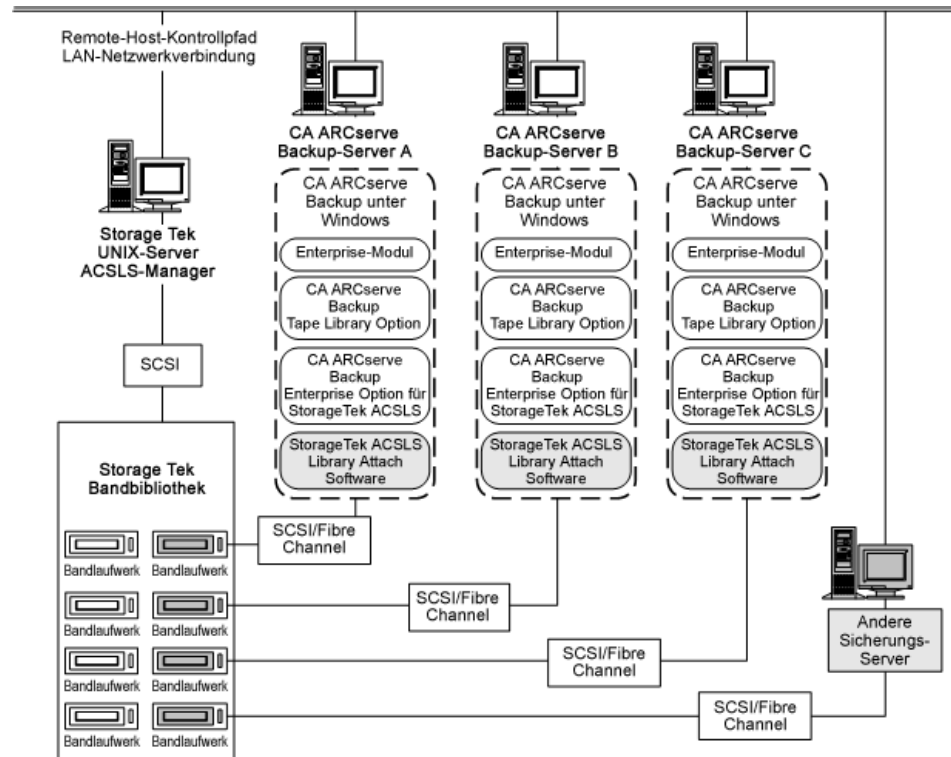 Remote-Host-Kontrollpfad
LAN-Netzwerkverbindung
Storage Tek
UNIX-Server
ACSLS-Manager
SCSI
Storage Tek
Bandbibliothek
Bandlaufwerk
Bandlaufwerk
Bandlaufwerk
Bandlaufwerk
Bandlaufwerk
Bandlaufwerk
Bandlaufwerk
Bandlaufwerk
CA ARCserve
Backup-Server A
CA ARCserve
Backup unter
Windows
Enterprise-Modul
CA ARCserve
Backup
Tape Library Option
CA ARCserve
Backup
Enterprise Option für
StorageTek ACSLS
StorageTek ACSLS
Library Attach
Software
SCSI/Fibre
Channel
CA ARCserve
Backup-Server B
CA ARCserve
Backup unter
Windows
Enterprise-Modul
CA ARCserve
Backup
Tape Library Option
CA ARCserve
Backup
Enterprise Option für
StorageTek ACSLS
StorageTek ACSLS
Library Attach
Software
SCSI/Fibre
Channel
CA ARCserve
Backup-Server C
CA ARCserve
Backup unter
Windows
Enterprise-Modul
CA ARCserve
Backup
Tape Library Option
CA ARCserve
Backup
Enterprise Option für
StorageTek ACSLS
StorageTek ACSLS
Library Attach
Software
SCSI/Fibre
Channel
Andere
Sicherungs-
Server
SCSI/Fibre
Channel